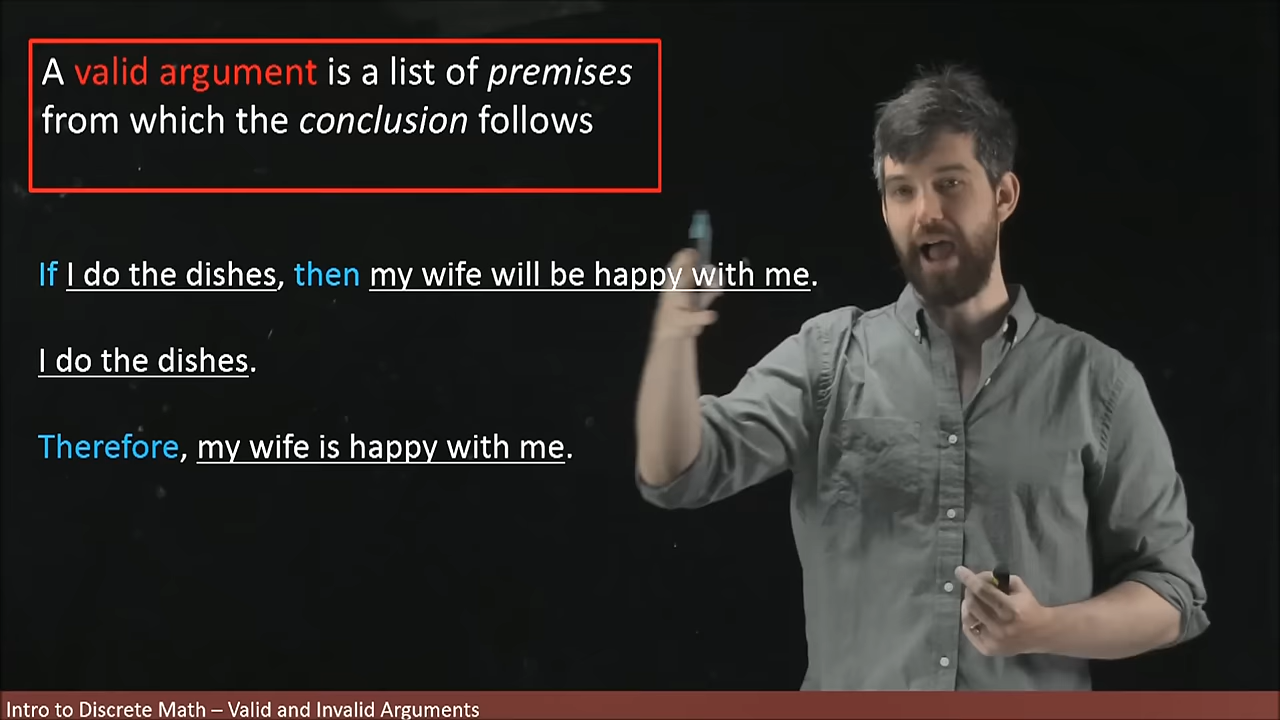 A valid argument is a list of premises
from which the conclusion follows
If I do the dishes, then my wife will be happy with me.
I do the dishes.
Therefore, my wife is happy with me.
Intro to Discrete Math – Valid and Invalid Arguments